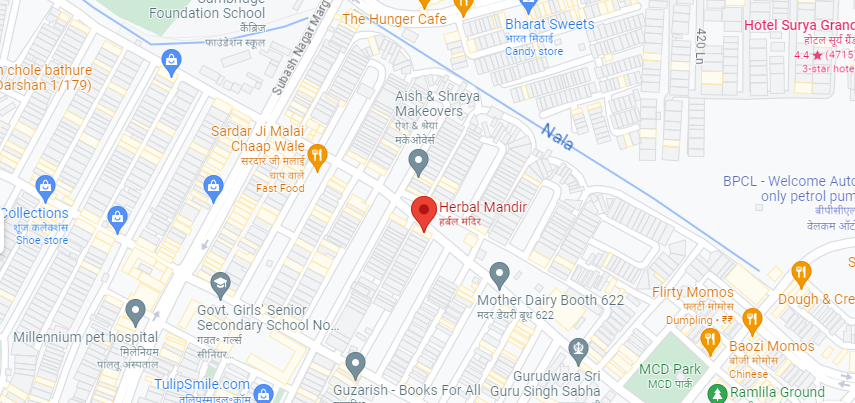 Foundation School
कैंब्रिज
फाउंडेशन स्कूल
Subash Nagar Marg
The Hunger Cafe
Bharat Sweets
भारत मिठाई
Candy store
420 Ln
Hotel Surya Grand
होटल सूर्य ग्रैंड
4.4 ★ (4715)
3-star hote
n chole bathure
Darshan 1/179)
Aish & Shreya
Makeovers
ऐश & श्रेया
मकेओवेर्स
Nala
Sardar Ji Malai
Chaap Wale
सरदार जी मलाई
चाप वाले
Fast Food
BPCL - Welcome Auto
only petrol pum
बीपीसीएल
वेलकम ऑटो
Collections
शूज कलेक्शंस
Shoe store
Herbal Mandir
हर्बल मंदिर
Govt. Girls' Senior
Secondary School No...
गवत॰ गर्ल्स
सीनियर...
Mother Dairy Booth 622
मदर डेयरी बूथ 622
Flirty Momos
फ्लर्टी मोमोस
Dumpling • ₹₹
Dough & Cre
Millennium pet hospital
मिलेनियम
पालतू अस्पताल
Baozi Momos
बोजी मोमोस
Chinese
TulipSmile.com
तुलिपस्माइल॰कॉम
Guzarish - Books For All
Gurudwara Sri
Guru Singh Sabha
MCD Park
MCD पार्क
Ramlila Ground